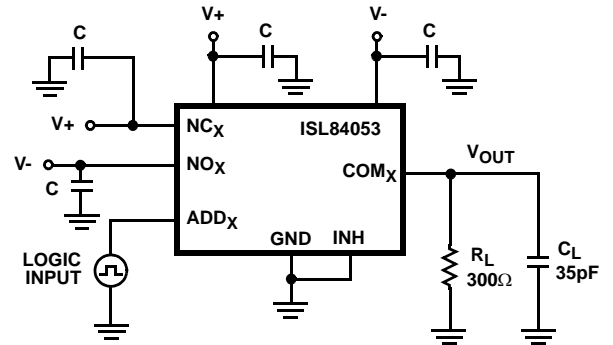 V+
V-
C
C
C
V+
NCX
ISL84053
V-
NOX
COMX
VOUT
C
ADDX
GND
INH
LOGIC
INPUT
RL
300Ω
CL
35pF